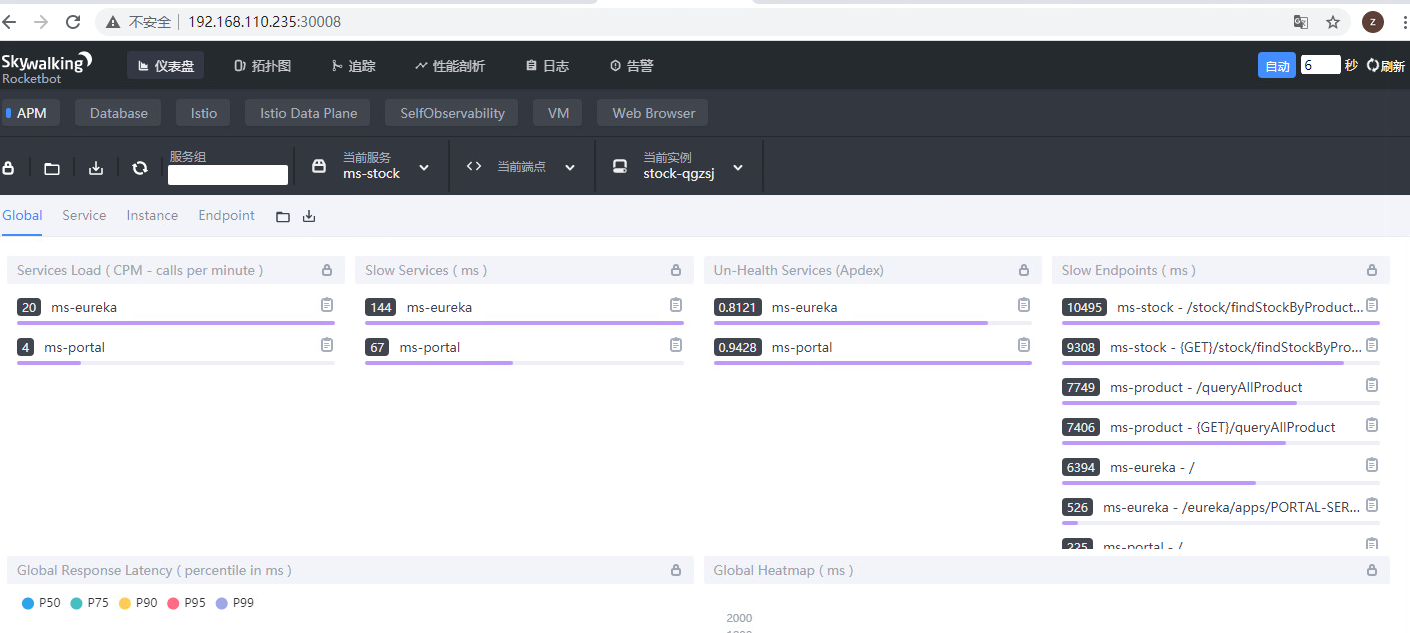 不安全 192.168.110.235:30008 z
Skywalking 仪表盘 拓扑图 追踪 性能剖析 日志 告警 自动 6 秒 刷新
Rocketbot
APM Database Istio Istio Data Plane SelfObservability VM Web Browser
服务组 当前服务 当前端点 当前实例
ms-stock stock-qgzsj
Global Service Instance Endpoint
Services Load ( CPM - calls per minute ) Slow Services ( ms ) Un-Health Services (Apdex) Slow Endpoints ( ms )
20 ms-eureka 144 ms-eureka 0.8121 ms-eureka 10495 ms-stock - /stock/findStockByProduct...
4 ms-portal 67 ms-portal 0.9428 ms-portal 9308 ms-stock - {GET}/stock/findStockByPro...
7749 ms-product - /queryAllProduct
7406 ms-product - {GET}/queryAllProduct
6394 ms-eureka - /
526 ms-eureka - /eureka/apps/PORTAL-SER...
225 ms-portal - /
Global Response Latency ( percentile in ms ) Global Heatmap ( ms )
P50 P75 P90 P95 P99
2000